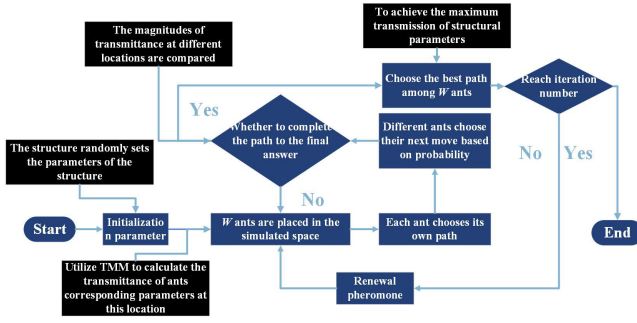 The magnitudes of
transmittance at different
locations are compared
To achieve the maximum
transmission of structural
parameters
Choose the best path
among W ants
Reach iteration
number
Yes
Whether to complete
the path to the final
answer
Different ants choose
their next move based
on probability
No
Yes
The structure randomly sets
the parameters of the
structure
No
Start
Initializatio
n parameter
W ants are placed in the
simulated space
Each ant chooses its
own path
End
Utilize TMM to calculate the
transmittance of ants
corresponding parameters at
this location
Renewal
pheromone